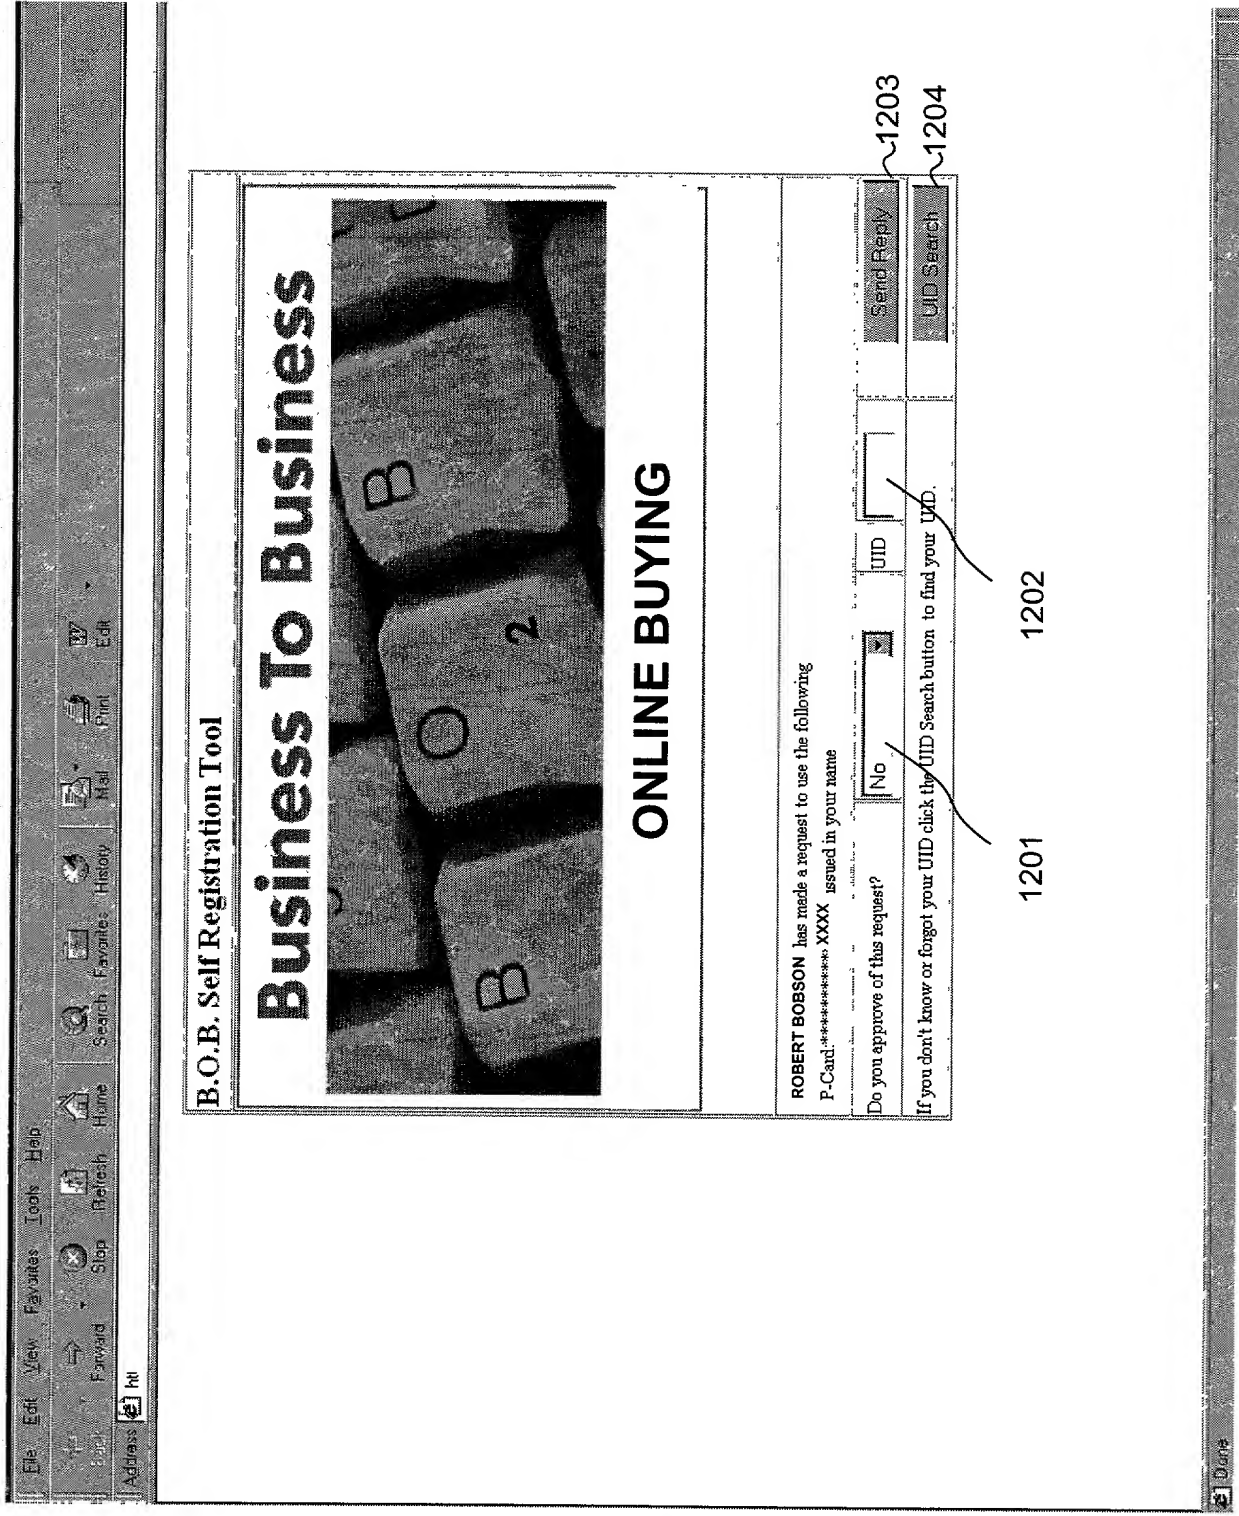 File Edit View Favorites Tools Help
Back Forward Stop Refresh Home Search Favorites History Mail Print Edit
Address htl
B.O.B. Self Registration Tool
Business To Business
B O 2 B
ONLINE BUYING
ROBERT BOBSON has made a request to use the following
P-Card:************XXXX issued in your name
Do you approve of this request? No UID Send Reply
If you don't know or forgot your UID click the UID Search button to find your UID. UID Search
1201
1202
1203
1204
Done